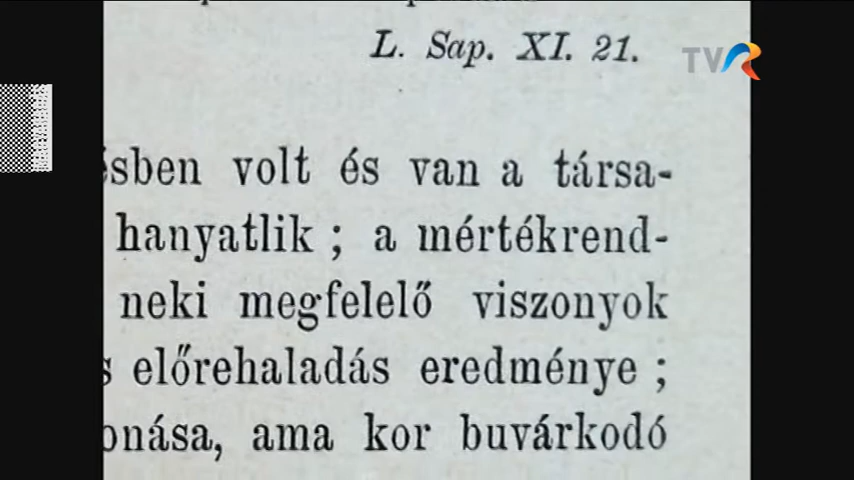 L. Sap. XI. 21.
TVR
ésben volt és van a társa-
hanyatlik ; a mértékrend-
neki megfelelő viszonyok
s előrehaladás eredménye ;
onása, ama kor buvárkodó